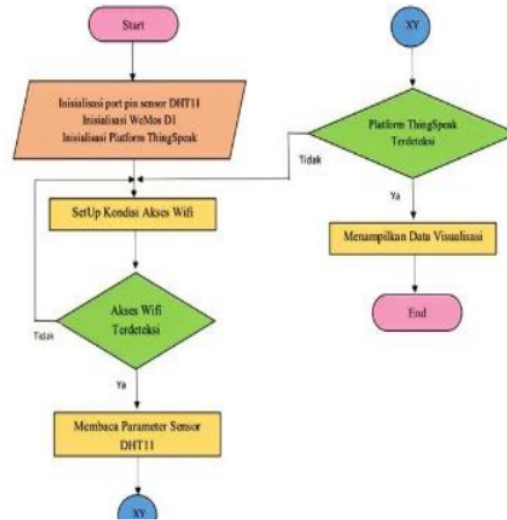 Start
Inisialisasi port pin sensor DHT11
Inisialisasi WeMos D1
Inisialisasi Platform ThingSpeak
SetUp Kondisi Akses Wifi
Akses Wifi
Terdeteksi
Tidak
Ya
Membaca Parameter Sensor
DHT11
XY
XY
Platform ThingSpeak
Terdeteksi
Tidak
Ya
Menampilkan Data Visualisasi
End